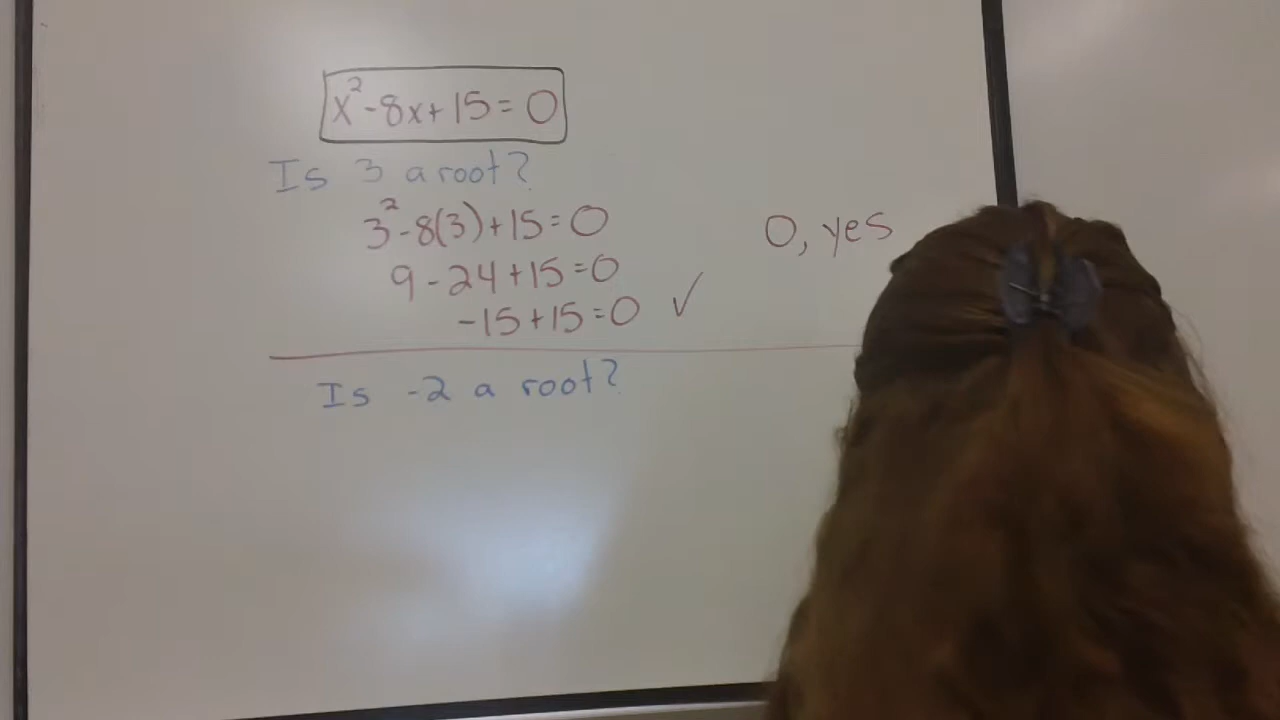 x²-8x+15=0
Is 3 a root?
3²-8(3)+15=0
0, yes
9-24+15=0
-15+15=0 ✓
Is -2 a root?